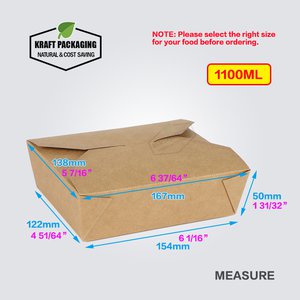 KRAFT PACKAGING
NATURAL & COST SAVING
NOTE: Please select the right size
for your food before ordering.
1100ML
138mm
5 7/16"
6 37/64"
167mm
50mm
1 31/32"
122mm
4 51/64"
6 1/16"
154mm
MEASURE